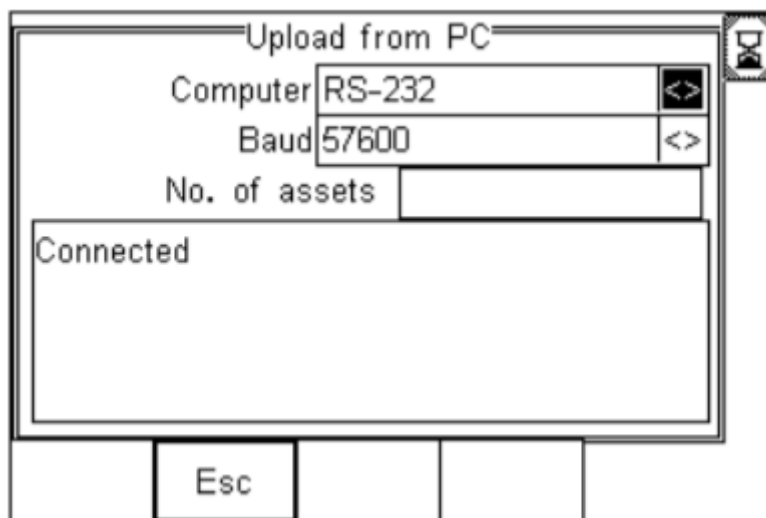 Upload from PC
Computer RS-232 <>
Baud 57600 <>
No. of assets
Connected
Esc